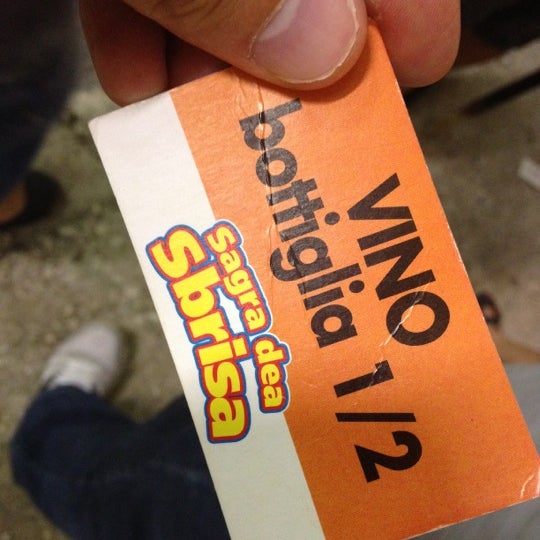 VINO
bottiglia 1/2
Sagra dea
Sbrisa